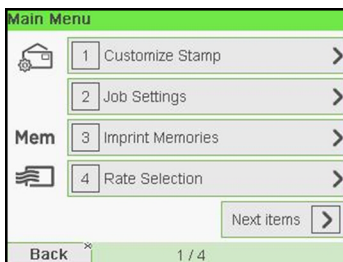 Main Menu
1 Customize Stamp
2 Job Settings
Mem 3 Imprint Memories
4 Rate Selection
Next items
Back 1 / 4